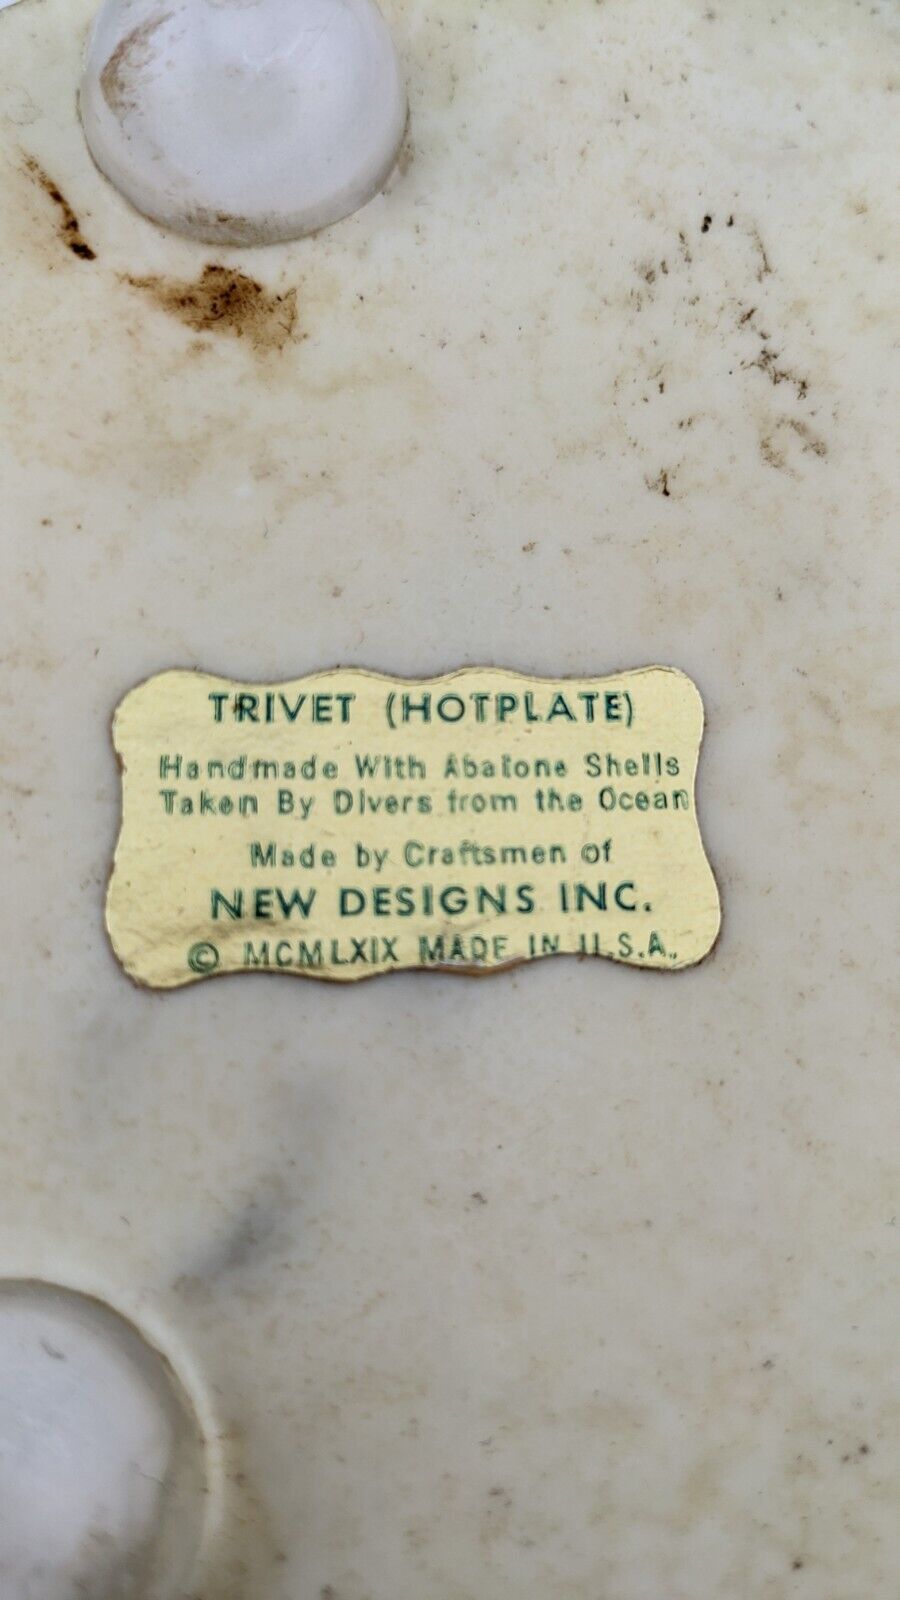 TRIVET (HOTPLATE)
Handmade With Abalone Shells
Taken By Divers from the Ocean
Made by Craftsmen of
NEW DESIGNS INC.
© MCMLXIX MADE IN U.S.A.